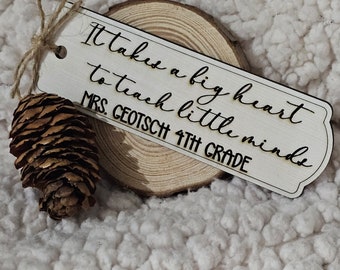 It takes a big heart
to teach little minds
MRS. GEOTSCH 4TH GRADE